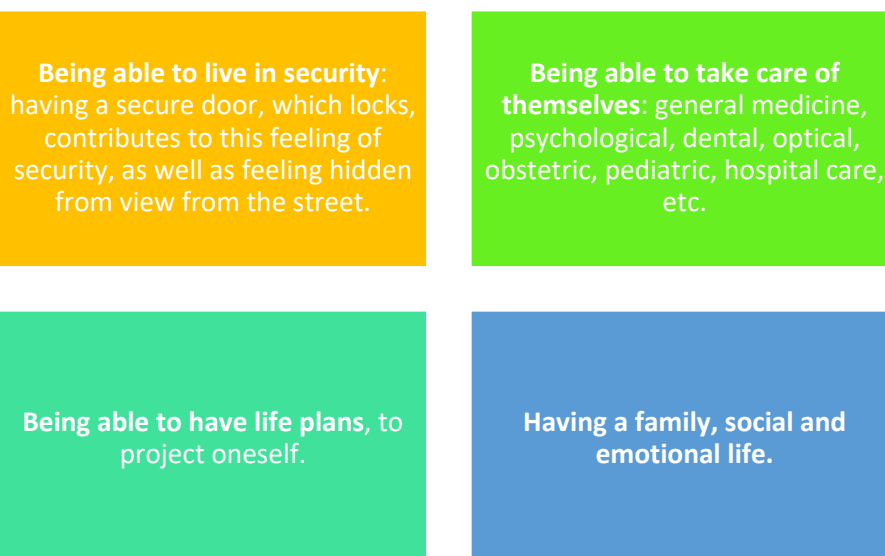 Being able to live in security:
having a secure door, which locks,
contributes to this feeling of
security, as well as feeling hidden
from view from the street.
Being able to take care of
themselves: general medicine,
psychological, dental, optical,
obstetric, pediatric, hospital care,
etc.
Being able to have life plans, to
project oneself.
Having a family, social and
emotional life.